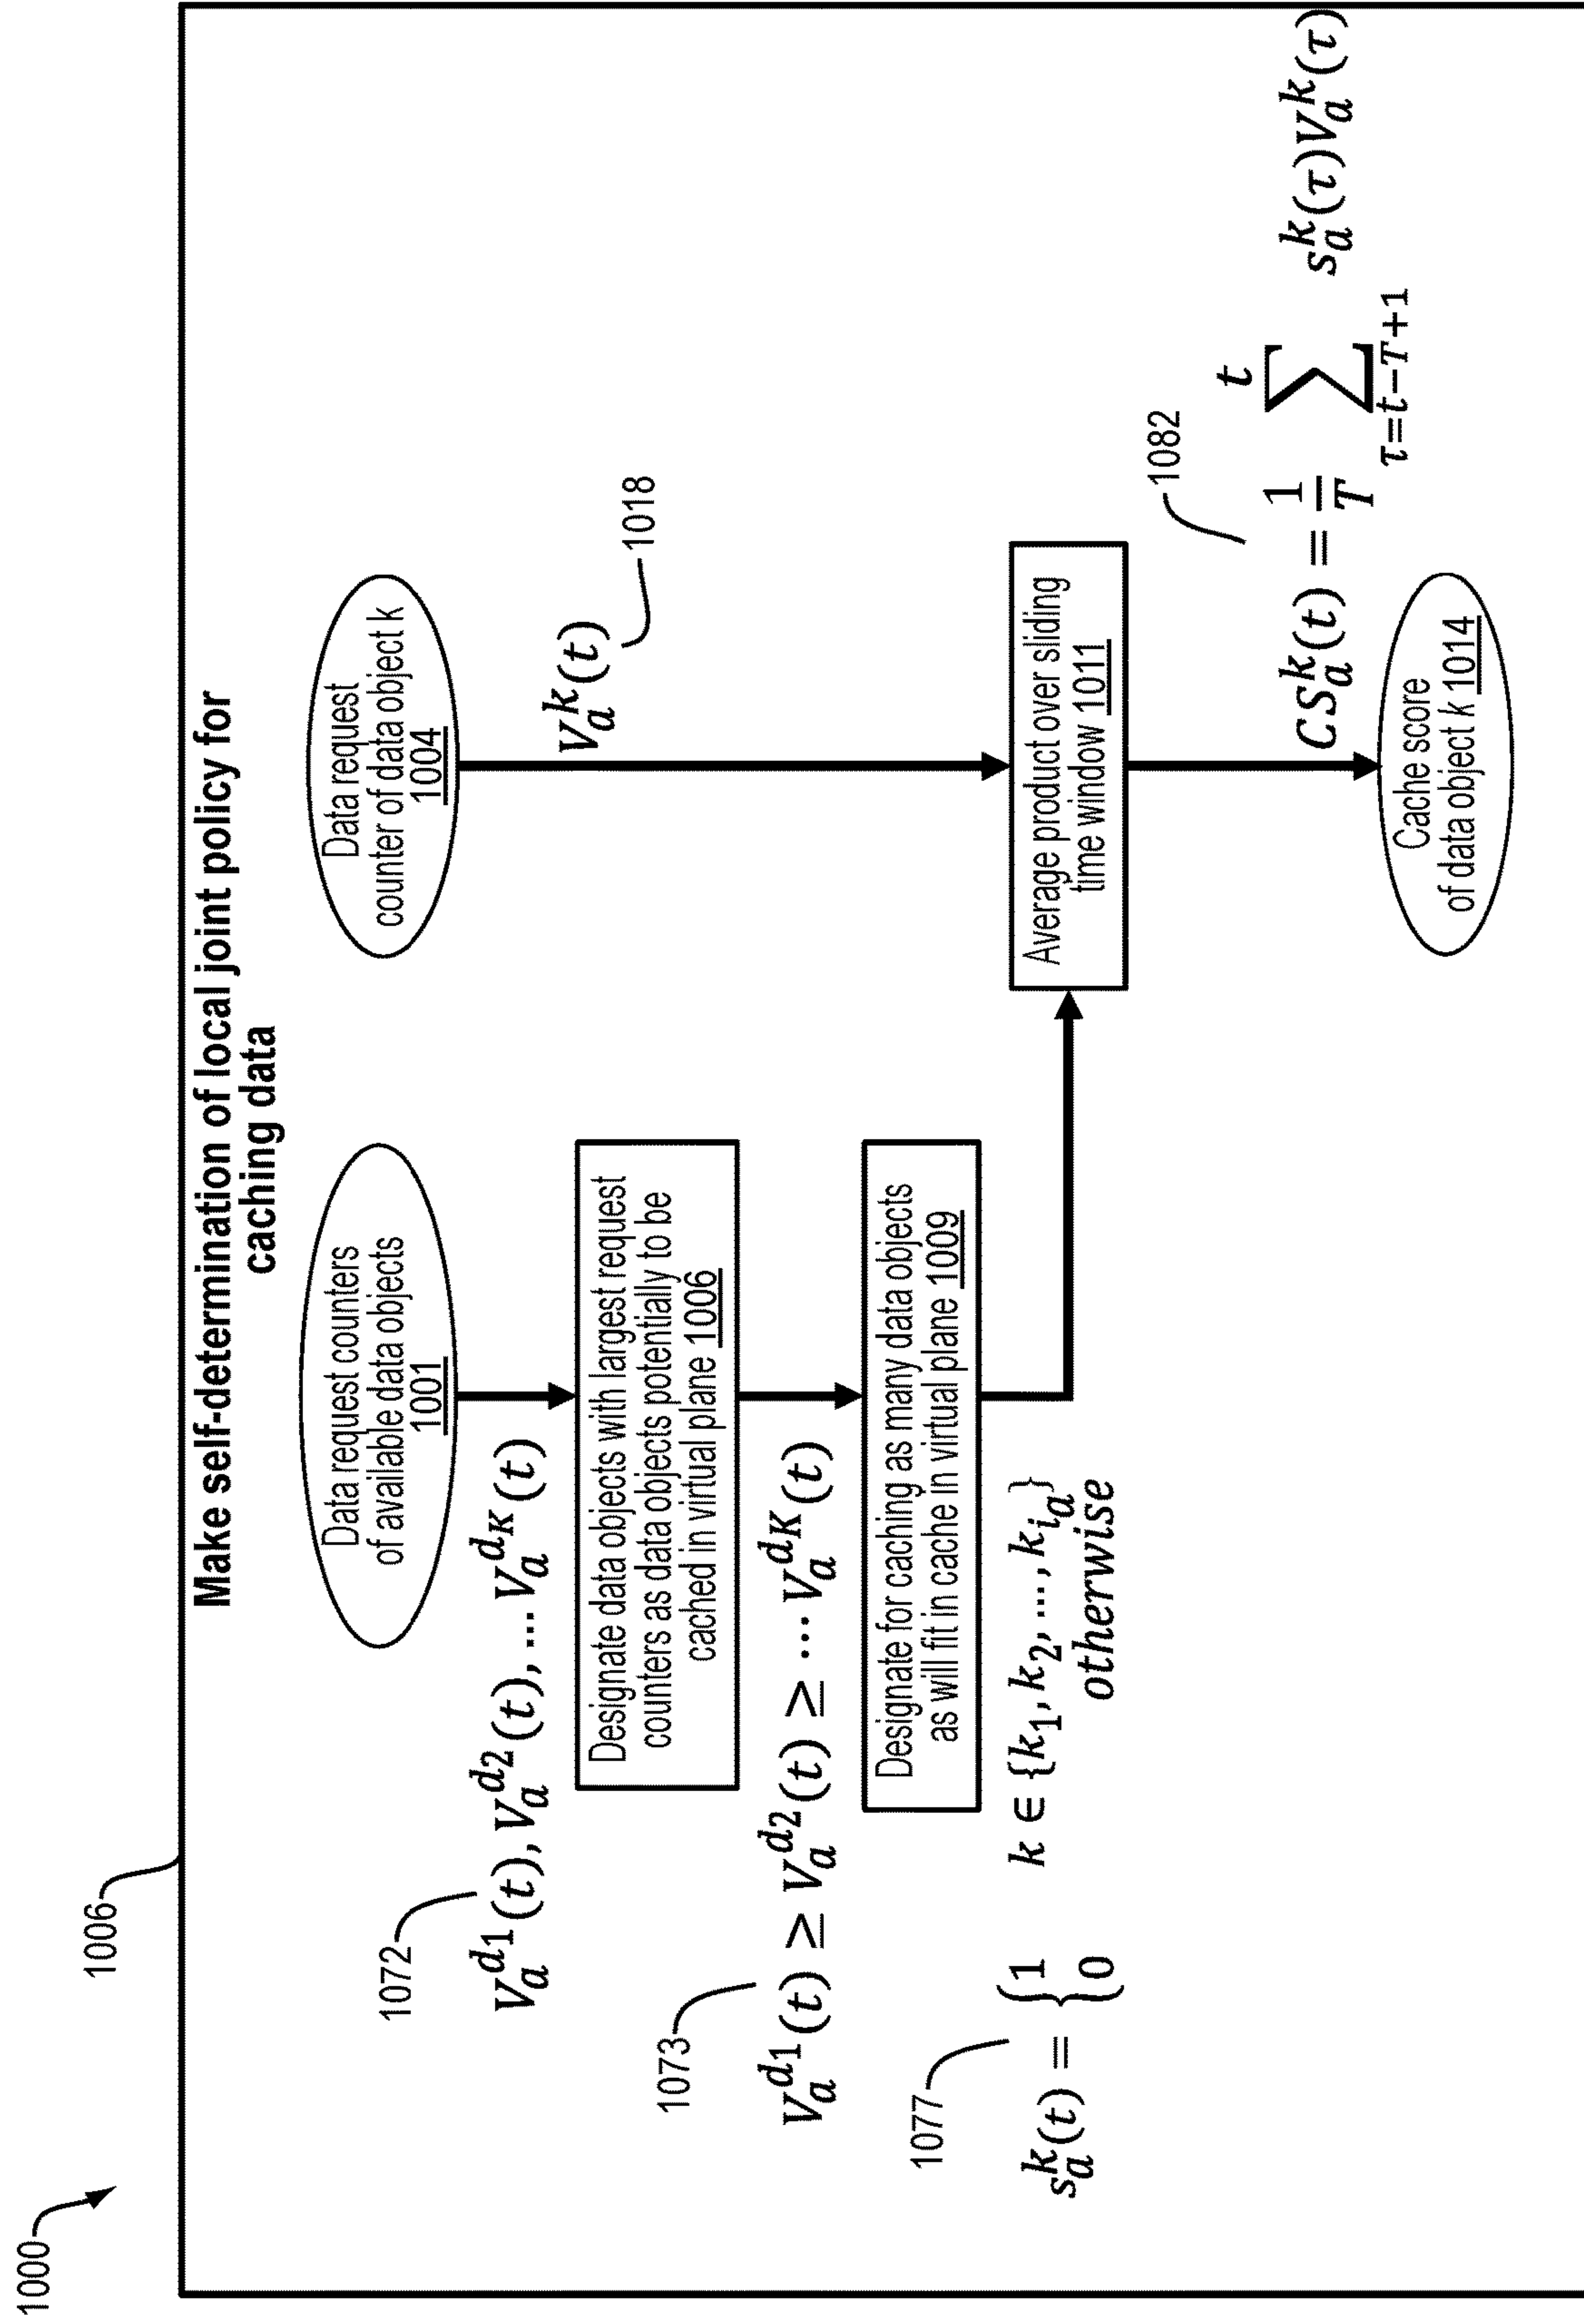 1000
1006
Make self-determination of local joint policy for
caching data
Data request counters
of available data objects
1001
Data request
counter of data object k
1004
1072
V_a^{d_1}(t), V_a^{d_2}(t), ... V_a^{d_K}(t)
V_a^k(t)
1018
Designate data objects with largest request
counters as data objects potentially to be
cached in virtual plane 1006
1073
V_a^{d_1}(t) ≥ V_a^{d_2}(t) ≥ ... V_a^{d_K}(t)
Designate for caching as many data objects
as will fit in cache in virtual plane 1009
Average product over sliding
time window 1011
1077
s_a^k(t) = { 1 k ∈ {k_1, k_2, ..., k_{i_a}}
0 otherwise
1082
CS_a^k(t) = \frac{1}{T} \sum_{τ=t-T+1}^{t} s_a^k(τ)V_a^k(τ)
Cache score
of data object k 1014